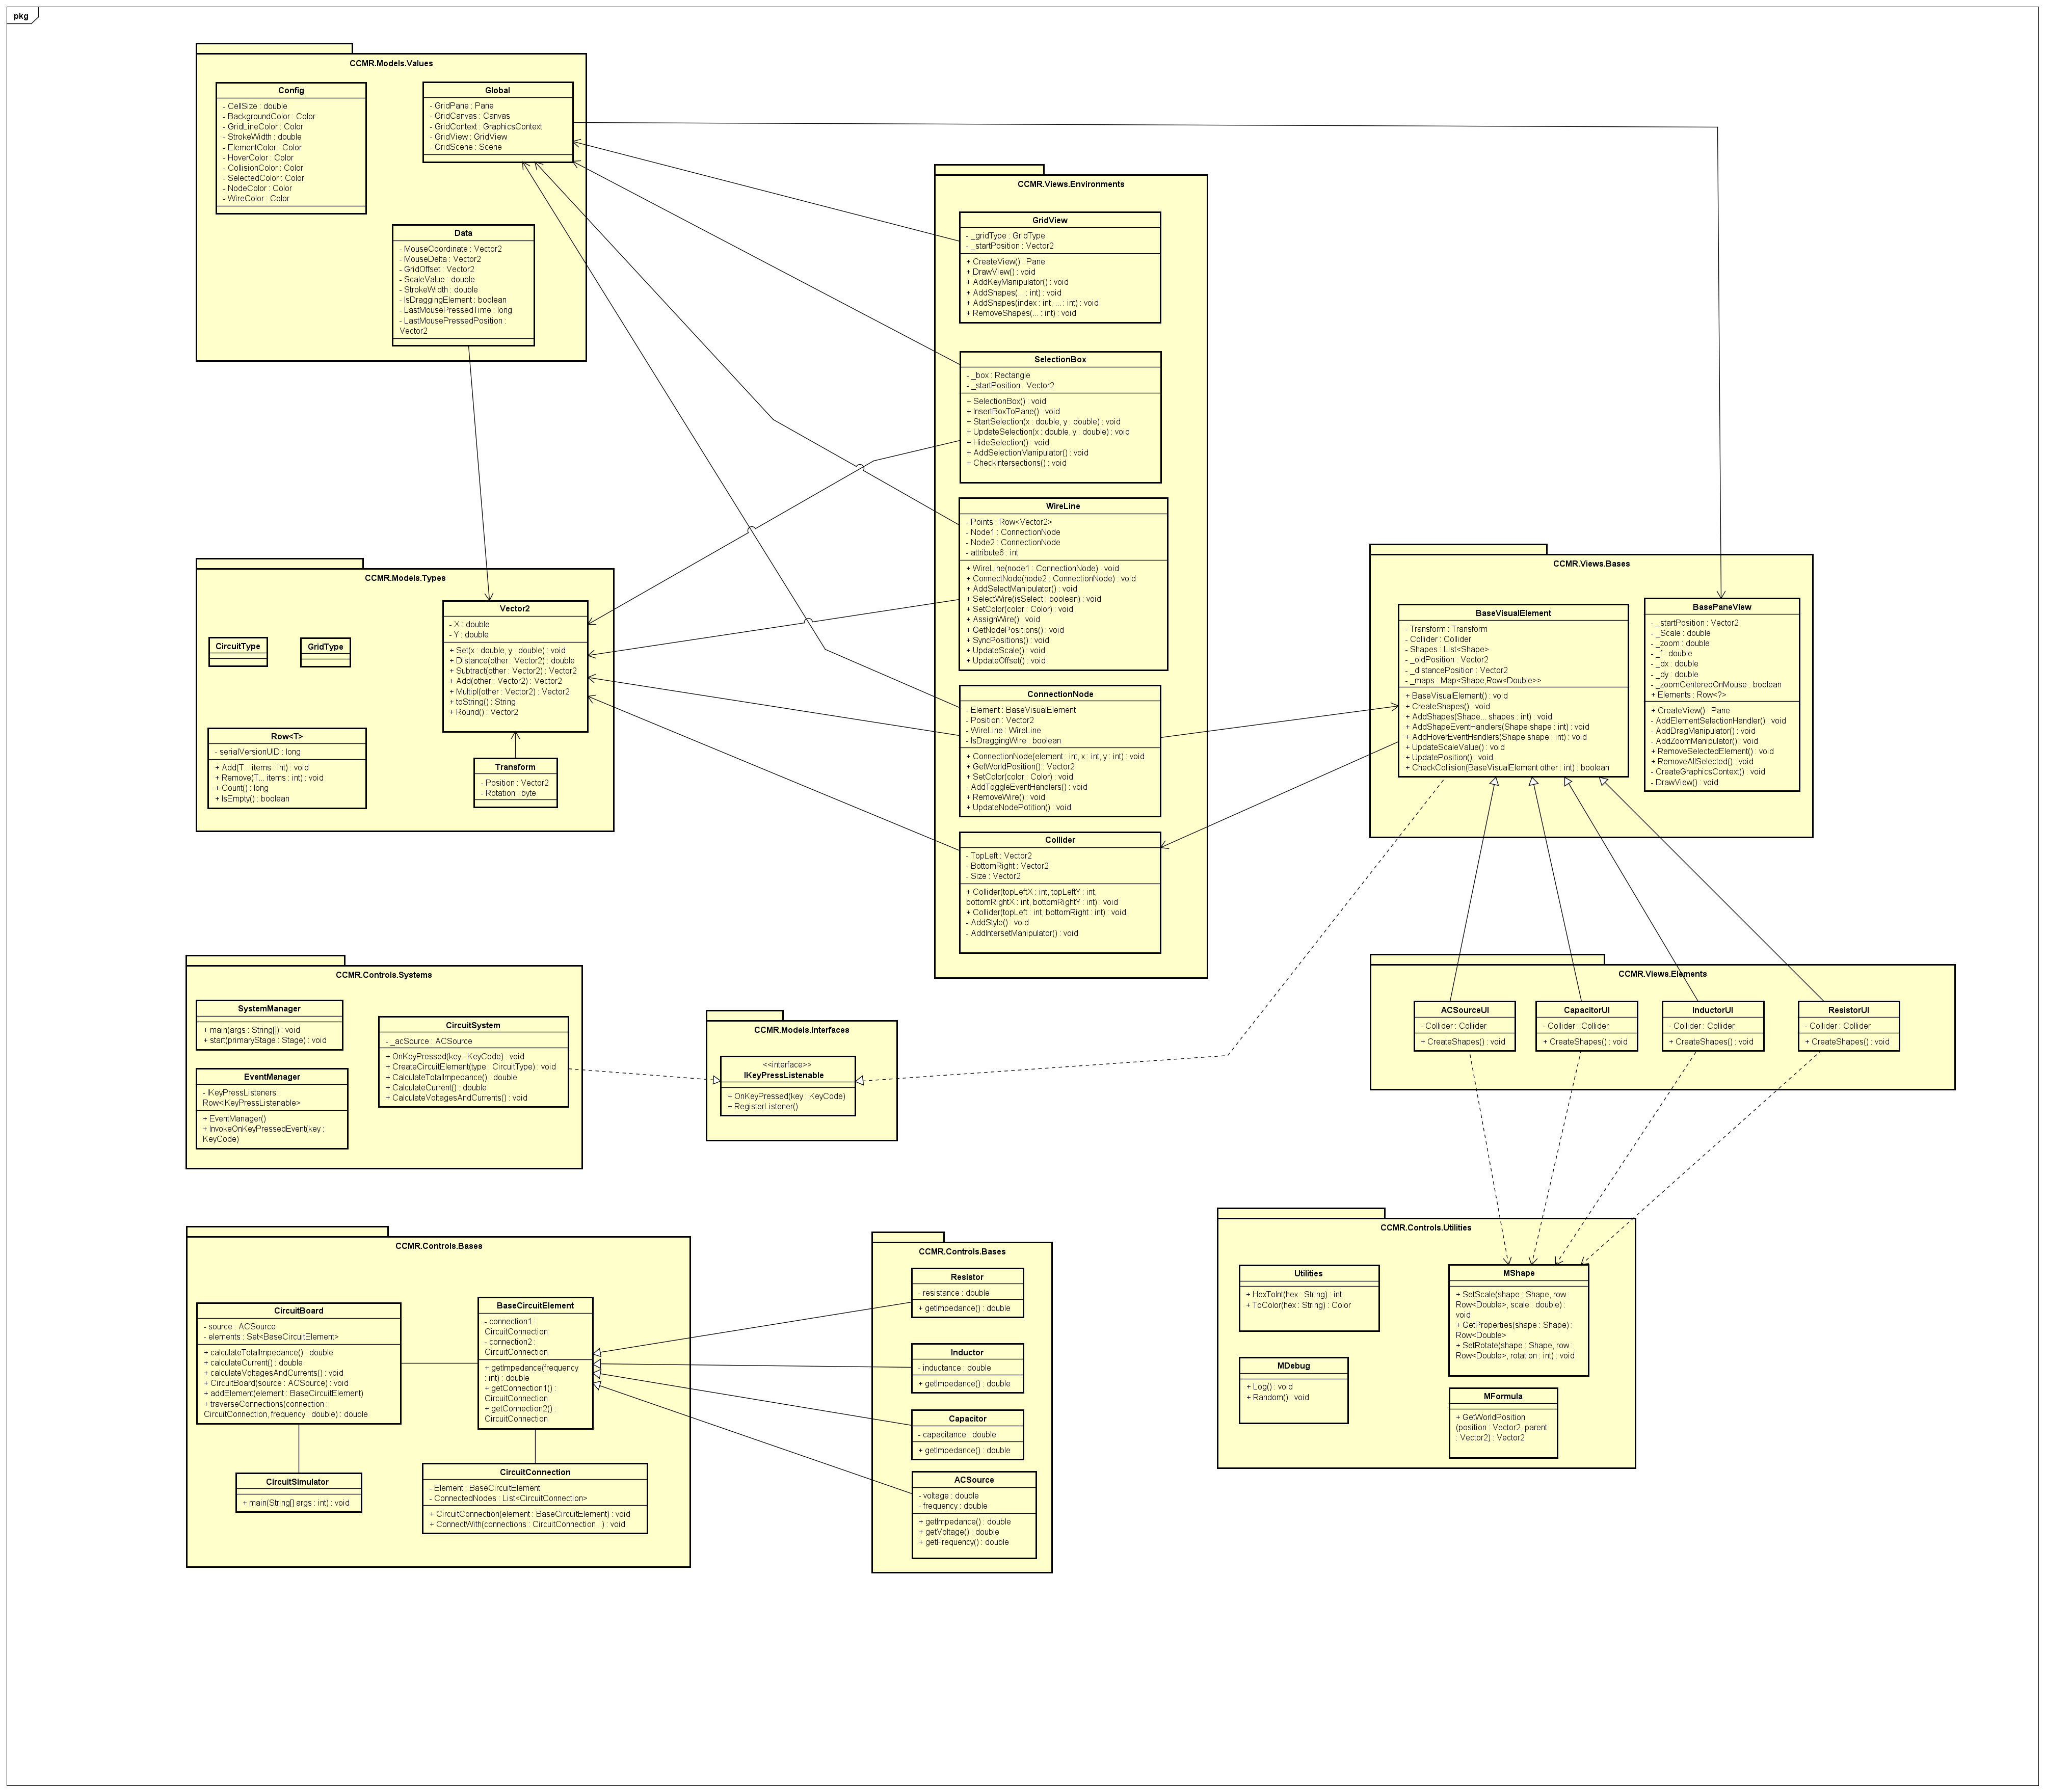 pkg
CCMR.Models.Values
Config
- CellSize : double
- BackgroundColor : Color
- GridLineColor : Color
- StrokeWidth : double
- ElementColor : Color
- HoverColor : Color
- CollisionColor : Color
- SelectedColor : Color
- NodeColor : Color
- WireColor : Color
Global
- GridPane : Pane
- GridCanvas : Canvas
- GridContext : GraphicsContext
- GridView : GridView
- GridScene : Scene
Data
- MouseCoordinate : Vector2
- MouseDelta : Vector2
- GridOffset : Vector2
- ScaleValue : double
- StrokeWidth : double
- IsDraggingElement : boolean
- LastMousePressedTime : long
- LastMousePressedPosition :
Vector2
CCMR.Views.Environments
GridView
- _gridType : GridType
- _startPosition : Vector2
+ CreateView() : Pane
+ DrawView() : void
+ AddKeyManipulator() : void
+ AddShapes(... : int) : void
+ AddShapes(index : int, ... : int) : void
+ RemoveShapes(... : int) : void
SelectionBox
- _box : Rectangle
- _startPosition : Vector2
+ SelectionBox() : void
+ InsertBoxToPane() : void
+ StartSelection(x : double, y : double) : void
+ UpdateSelection(x : double, y : double) : void
+ HideSelection() : void
+ AddSelectionManipulator() : void
+ CheckIntersections() : void
WireLine
- Points : Row<Vector2>
- Node1 : ConnectionNode
- Node2 : ConnectionNode
- attribute6 : int
+ WireLine(node1 : ConnectionNode) : void
+ ConnectNode(node2 : ConnectionNode) : void
+ AddSelectManipulator() : void
+ SelectWire(isSelect : boolean) : void
+ SetColor(color : Color) : void
+ AssignWire() : void
+ GetNodePositions() : void
+ SyncPositions() : void
+ UpdateScale() : void
+ UpdateOffset() : void
ConnectionNode
- Element : BaseVisualElement
- Position : Vector2
- WireLine : WireLine
- IsDraggingWire : boolean
+ ConnectionNode(element : int, x : int, y : int) : void
+ GetWorldPosition() : Vector2
+ SetColor(color : Color) : void
- AddToggleEventHandlers() : void
+ RemoveWire() : void
+ UpdateNodePotition() : void
Collider
- TopLeft : Vector2
- BottomRight : Vector2
- Size : Vector2
+ Collider(topLeftX : int, topLeftY : int,
bottomRightX : int, bottomRightY : int) : void
+ Collider(topLeft : int, bottomRight : int) : void
- AddStyle() : void
- AddIntersetManipulator() : void
CCMR.Models.Types
CircuitType
GridType
Vector2
- X : double
- Y : double
+ Set(x : double, y : double) : void
+ Distance(other : Vector2) : double
+ Subtract(other : Vector2) : Vector2
+ Add(other : Vector2) : Vector2
+ Multipl(other : Vector2) : Vector2
+ toString() : String
+ Round() : Vector2
Row<T>
- serialVersionUID : long
+ Add(T... items : int) : void
+ Remove(T... items : int) : void
+ Count() : long
+ IsEmpty() : boolean
Transform
- Position : Vector2
- Rotation : byte
CCMR.Views.Bases
BaseVisualElement
- Transform : Transform
- Collider : Collider
- Shapes : List<Shape>
- _oldPosition : Vector2
- _distancePosition : Vector2
- _maps : Map<Shape,Row<Double>>
+ BaseVisualElement() : void
+ CreateShapes() : void
+ AddShapes(Shape... shapes : int) : void
+ AddShapeEventHandlers(Shape shape : int) : void
+ AddHoverEventHandlers(Shape shape : int) : void
+ UpdateScaleValue() : void
+ UpdatePosition() : void
+ CheckCollision(BaseVisualElement other : int) : boolean
BasePaneView
- _startPosition : Vector2
- _Scale : double
- _zoom : double
- _f : double
- _dx : double
- _dy : double
- _zoomCenteredOnMouse : boolean
+ Elements : Row<?>
+ CreateView() : Pane
- AddElementSelectionHandler() : void
- AddDragManipulator() : void
- AddZoomManipulator() : void
+ RemoveSelectedElement() : void
+ RemoveAllSelected() : void
- CreateGraphicsContext() : void
- DrawView() : void
CCMR.Controls.Systems
SystemManager
+ main(args : String[]) : void
+ start(primaryStage : Stage) : void
CircuitSystem
- _acSource : ACSource
+ OnKeyPressed(key : KeyCode) : void
+ CreateCircuitElement(type : CircuitType) : void
+ CalculateTotalImpedance() : double
+ CalculateCurrent() : double
+ CalculateVoltagesAndCurrents() : void
EventManager
- IKeyPressListeners :
Row<IKeyPressListenable>
+ EventManager()
+ InvokeOnKeyPressedEvent(key :
KeyCode)
CCMR.Models.Interfaces
<<interface>>
IKeyPressListenable
+ OnKeyPressed(key : KeyCode)
+ RegisterListener()
CCMR.Views.Elements
ACSourceUI
- Collider : Collider
+ CreateShapes() : void
CapacitorUI
- Collider : Collider
+ CreateShapes() : void
InductorUI
- Collider : Collider
+ CreateShapes() : void
ResistorUI
- Collider : Collider
+ CreateShapes() : void
CCMR.Controls.Bases
CircuitBoard
- source : ACSource
- elements : Set<BaseCircuitElement>
+ calculateTotalImpedance() : double
+ calculateCurrent() : double
+ calculateVoltagesAndCurrents() : void
+ CircuitBoard(source : ACSource) : void
+ addElement(element : BaseCircuitElement)
+ traverseConnections(connection :
CircuitConnection, frequency : double) : double
BaseCircuitElement
- connection1 :
CircuitConnection
- connection2 :
CircuitConnection
+ getImpedance(frequency
: int) : double
+ getConnection1() :
CircuitConnection
+ getConnection2() :
CircuitConnection
CircuitSimulator
+ main(String[] args : int) : void
CircuitConnection
- Element : BaseCircuitElement
- ConnectedNodes : List<CircuitConnection>
+ CircuitConnection(element : BaseCircuitElement) : void
+ ConnectWith(connections : CircuitConnection...) : void
CCMR.Controls.Bases
Resistor
- resistance : double
+ getImpedance() : double
Inductor
- inductance : double
+ getImpedance() : double
Capacitor
- capacitance : double
+ getImpedance() : double
ACSource
- voltage : double
- frequency : double
+ getImpedance() : double
+ getVoltage() : double
+ getFrequency() : double
CCMR.Controls.Utilities
Utilities
+ HexToInt(hex : String) : int
+ ToColor(hex : String) : Color
MShape
+ SetScale(shape : Shape, row :
Row<Double>, scale : double) :
void
+ GetProperties(shape : Shape) :
Row<Double>
+ SetRotate(shape : Shape, row :
Row<Double>, rotation : int) : void
MDebug
+ Log() : void
+ Random() : void
MFormula
+ GetWorldPosition
(position : Vector2, parent
: Vector2) : Vector2